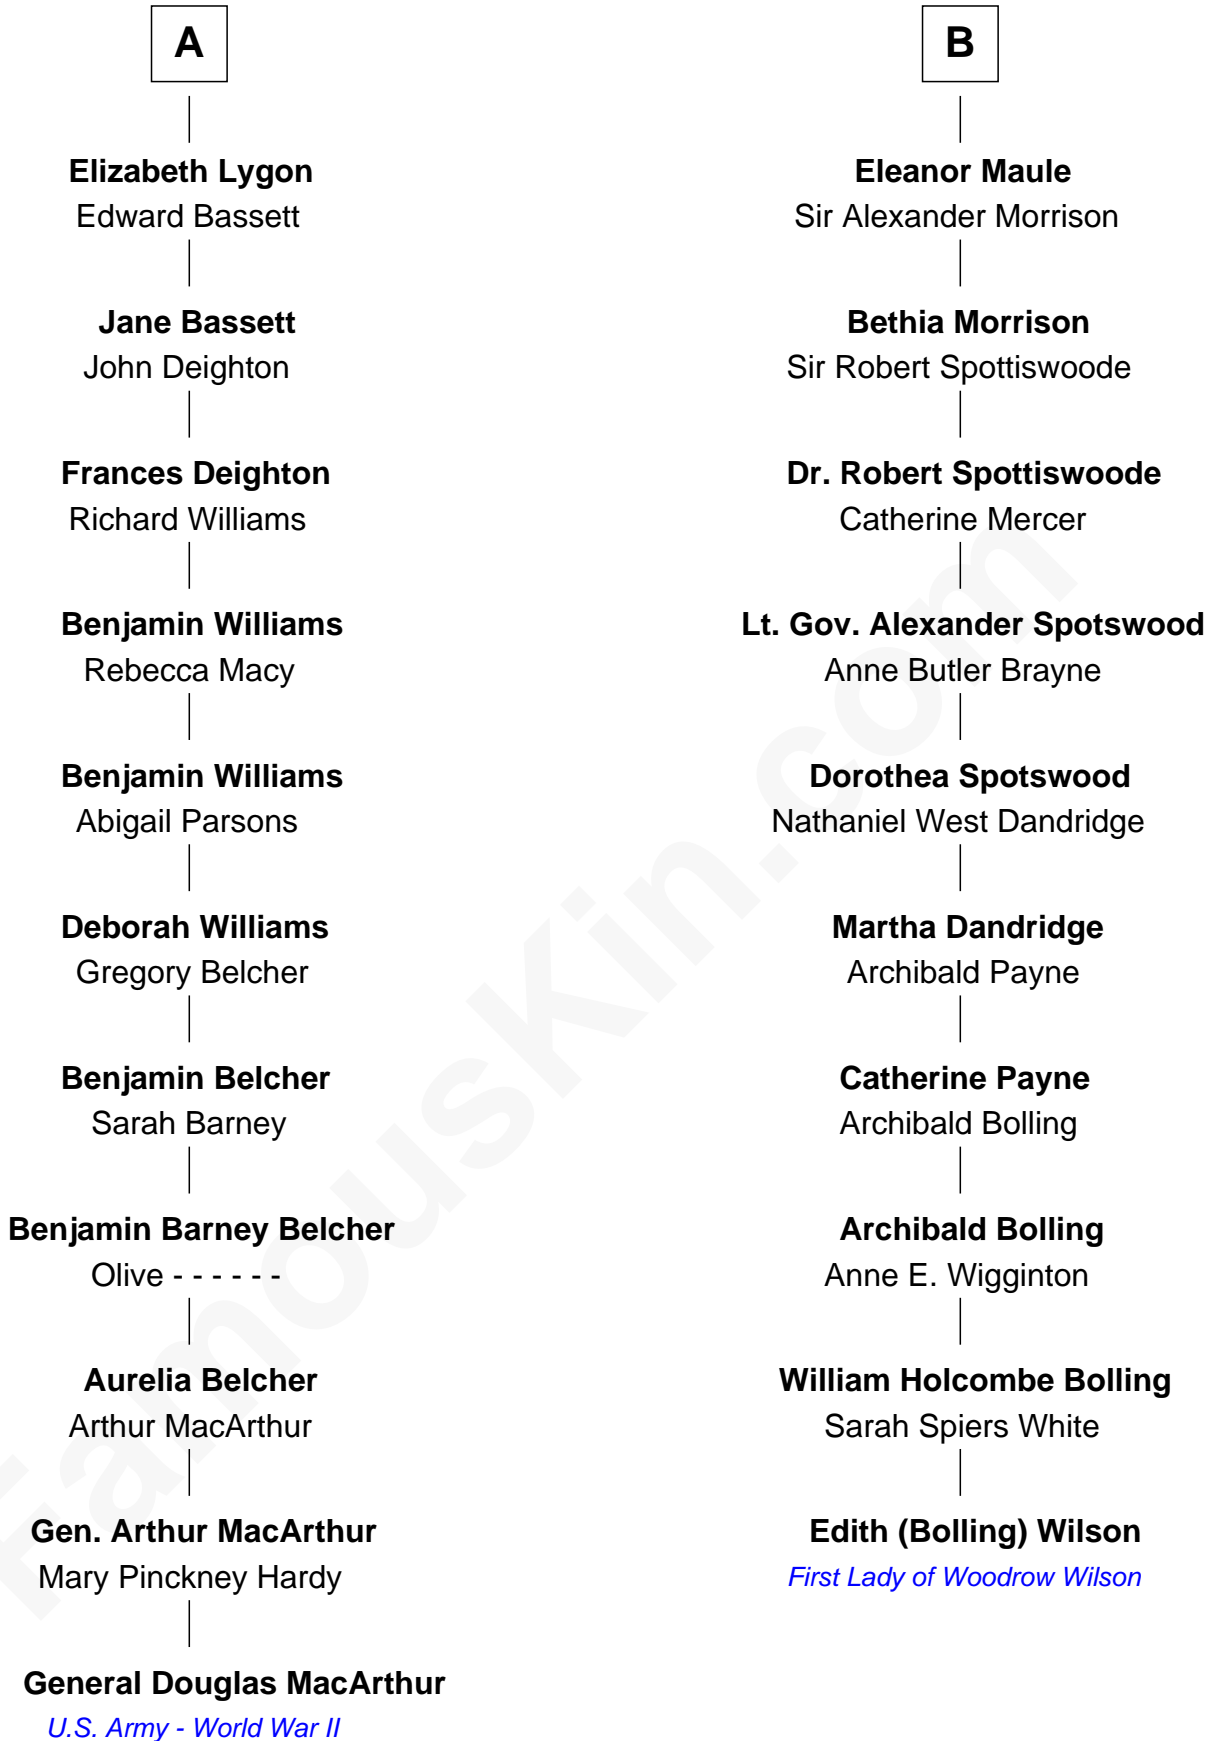 A
Elizabeth Lygon
Edward Bassett
Jane Bassett
John Deighton
Frances Deighton
Richard Williams
Benjamin Williams
Rebecca Macy
Benjamin Williams
Abigail Parsons
Deborah Williams
Gregory Belcher
Benjamin Belcher
Sarah Barney
Benjamin Barney Belcher
Olive - - - - - -
Aurelia Belcher
Arthur MacArthur
Gen. Arthur MacArthur
Mary Pinckney Hardy
General Douglas MacArthur
U.S. Army - World War II
B
Eleanor Maule
Sir Alexander Morrison
Bethia Morrison
Sir Robert Spottiswoode
Dr. Robert Spottiswoode
Catherine Mercer
Lt. Gov. Alexander Spotswood
Anne Butler Brayne
Dorothea Spotswood
Nathaniel West Dandridge
Martha Dandridge
Archibald Payne
Catherine Payne
Archibald Bolling
Archibald Bolling
Anne E. Wigginton
William Holcombe Bolling
Sarah Spiers White
Edith (Bolling) Wilson
First Lady of Woodrow Wilson
FamousKin.com